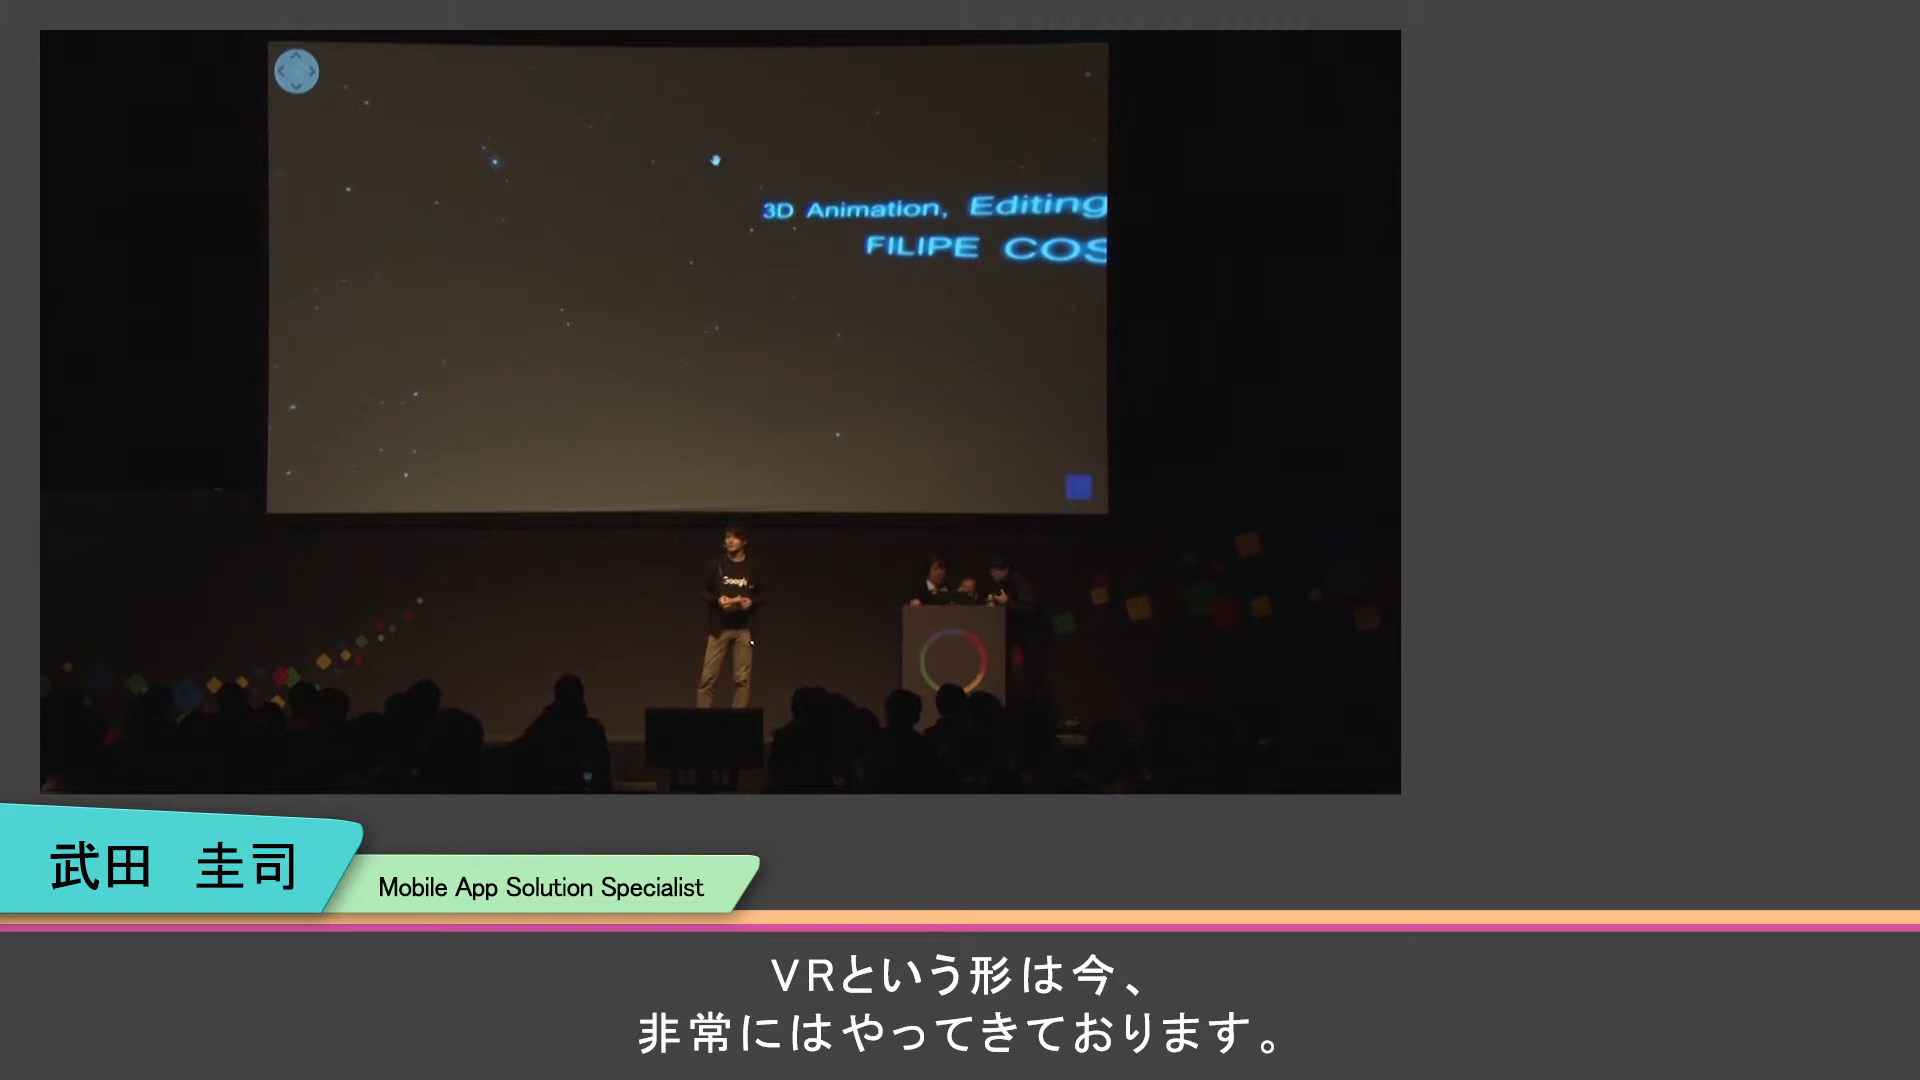 3D Animation, Editing
FILIPE COS
Google
武田 圭司
Mobile App Solution Specialist
VRという形は今、
非常にはやってきております。